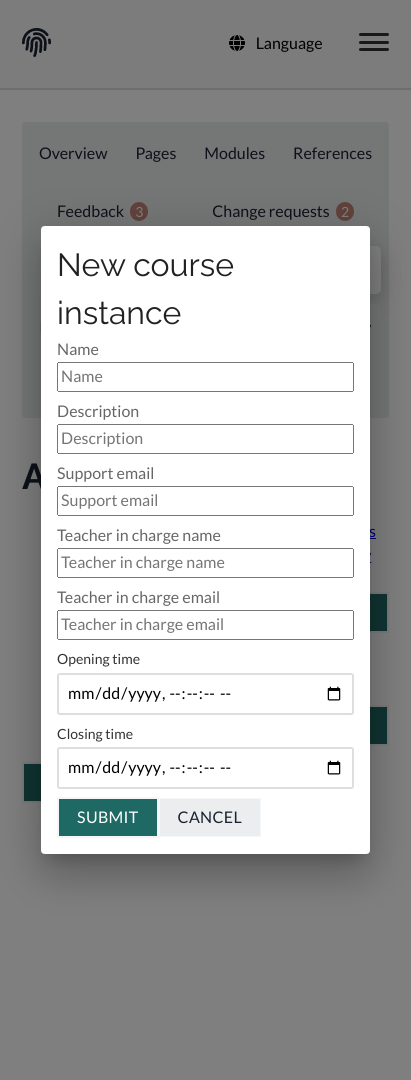 Language
Overview Pages Modules References
Feedback 3 Change requests 2
New course
instance
Name
Name
Description
Description
Support email
Support email
Teacher in charge name
Teacher in charge name
Teacher in charge email
Teacher in charge email
Opening time
mm/dd/yyyy, --:--:-- --
Closing time
mm/dd/yyyy, --:--:-- --
SUBMIT CANCEL